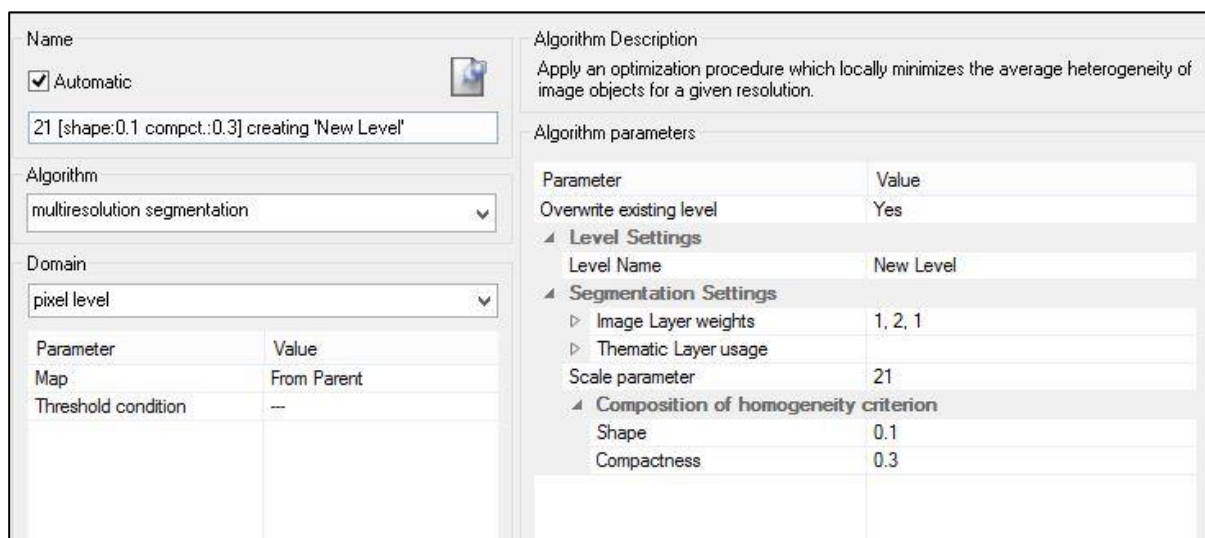 Name
Automatic
21 [shape:0.1 compct.:0.3] creating 'New Level'
Algorithm
multiresolution segmentation
Domain
pixel level
Parameter Value
Map From Parent
Threshold condition ---
Algorithm Description
Apply an optimization procedure which locally minimizes the average heterogeneity of
image objects for a given resolution.
Algorithm parameters
Parameter Value
Overwrite existing level Yes
Level Settings
Level Name New Level
Segmentation Settings
Image Layer weights 1, 2, 1
Thematic Layer usage
Scale parameter 21
Composition of homogeneity criterion
Shape 0.1
Compactness 0.3